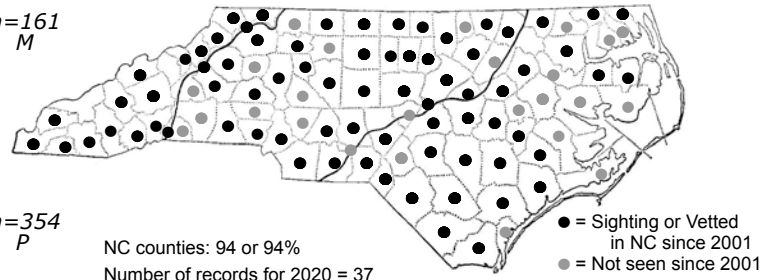 n=161
M
n=354
P
NC counties: 94 or 94%
Number of records for 2020 = 37
● = Sighting or Vetted
in NC since 2001
● = Not seen since 2001